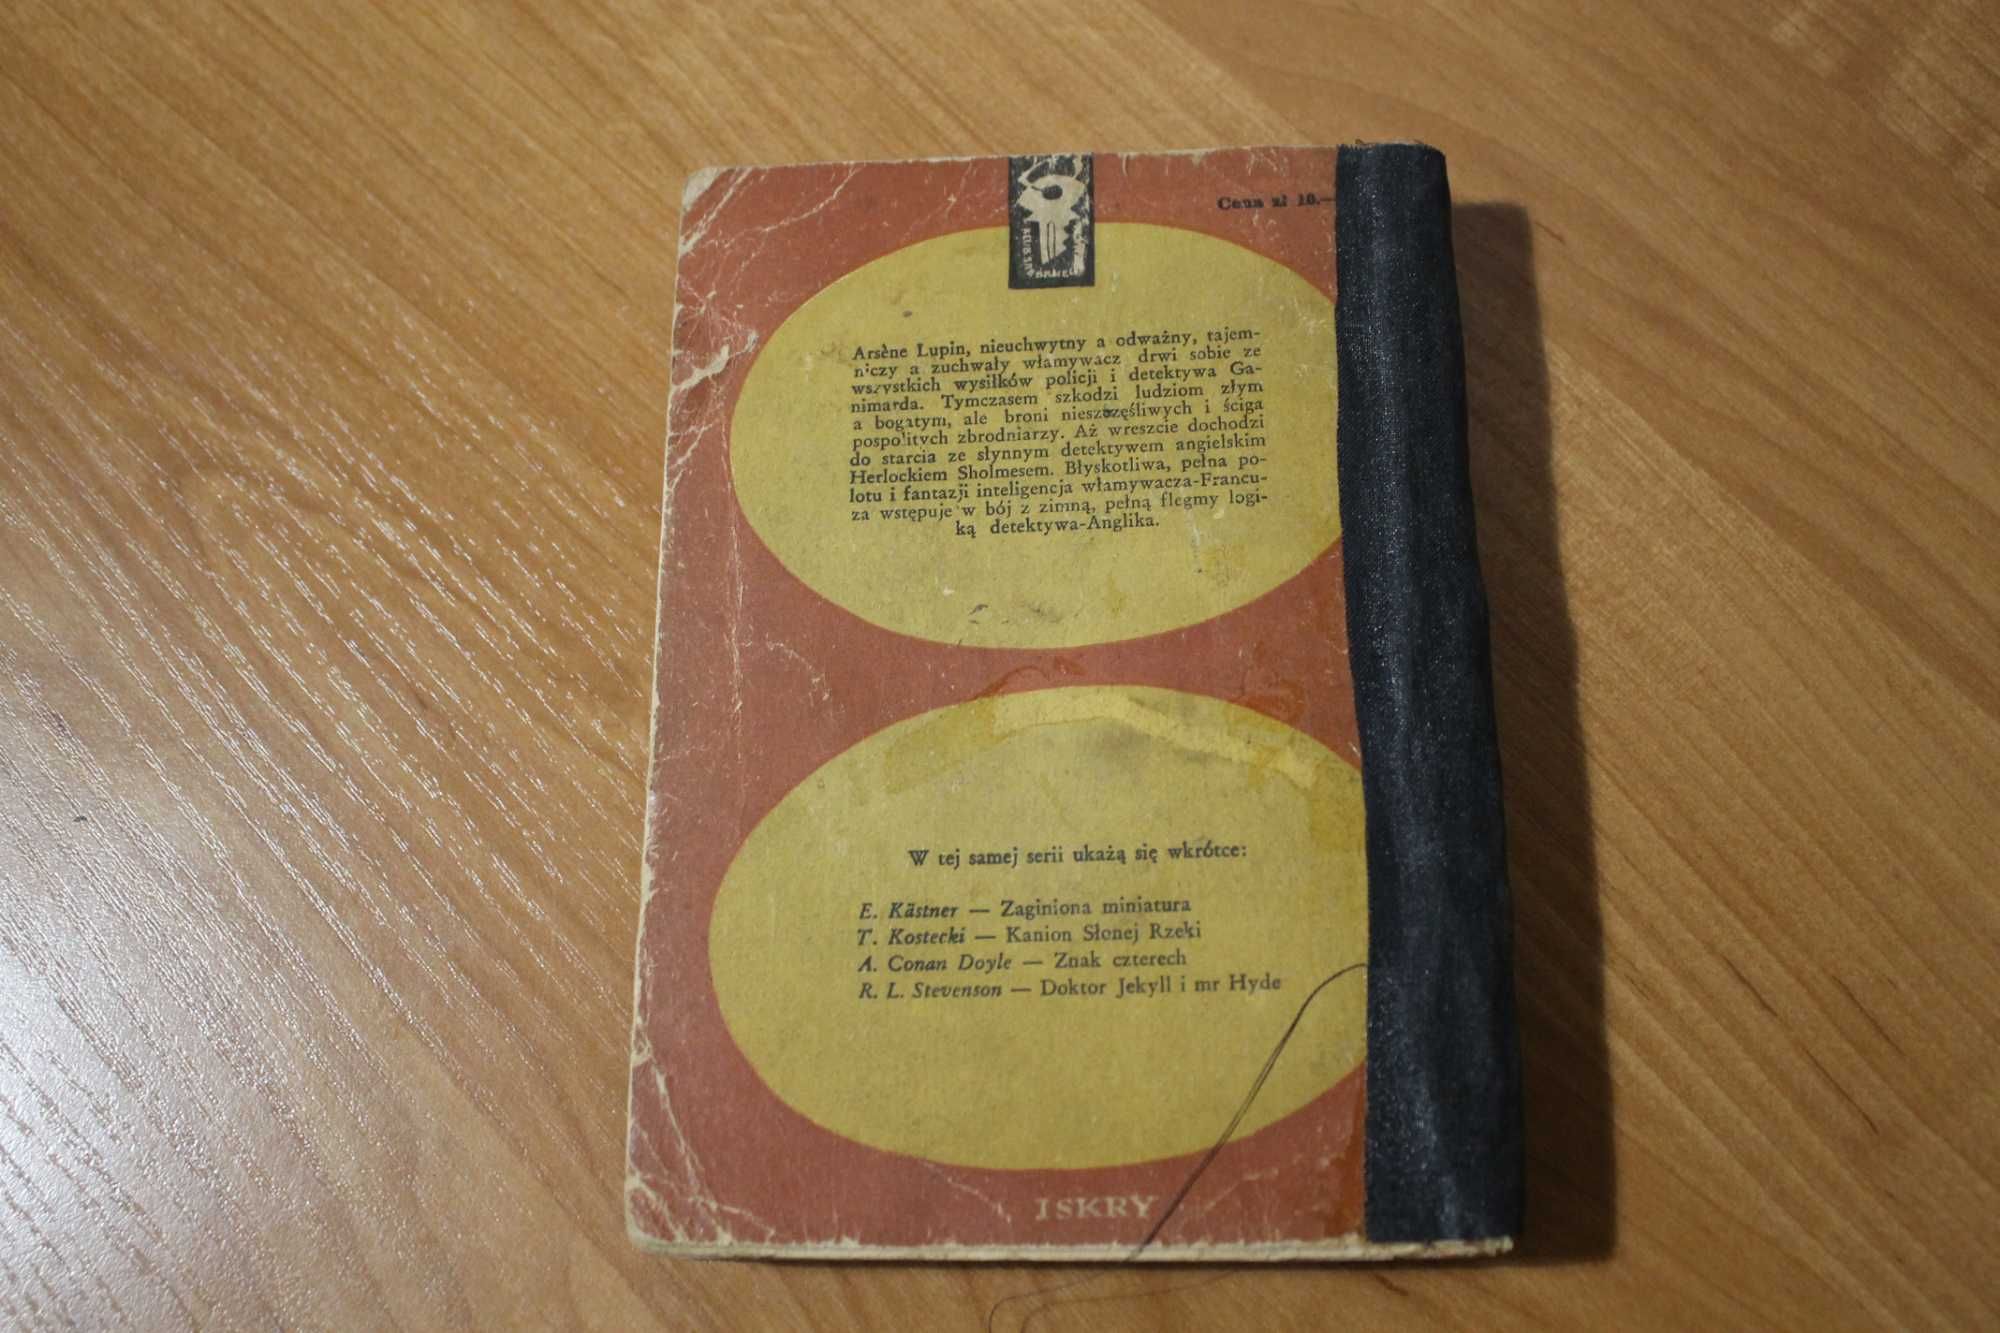 Cena zł 10.—
Arsène Lupin, nieuchwytny a odważny, tajem-
niczy a zuchwały włamywacz drwi sobie ze
wszystkich wysiłków policji i detektywa Ga-
nimarda. Tymczasem szkodzi ludziom złym
a bogatym, ale broni nieszczęśliwych i ściga
pospolitych zbrodniarzy. Aż wreszcie dochodzi
do starcia ze słynnym detektywem angielskim
Herlockiem Sholmesem. Błyskotliwa, pełna po-
lotu i fantazji inteligencja włamywacza-Francu-
za wstępuje w bój z zimną, pełną flegmy logi-
ką detektywa-Anglika.
W tej samej serii ukażą się wkrótce:
E. Kästner — Zaginiona miniatura
T. Kostecki — Kanion Słonej Rzeki
A. Conan Doyle — Znak czterech
R. L. Stevenson — Doktor Jekyll i mr Hyde
ISKRY